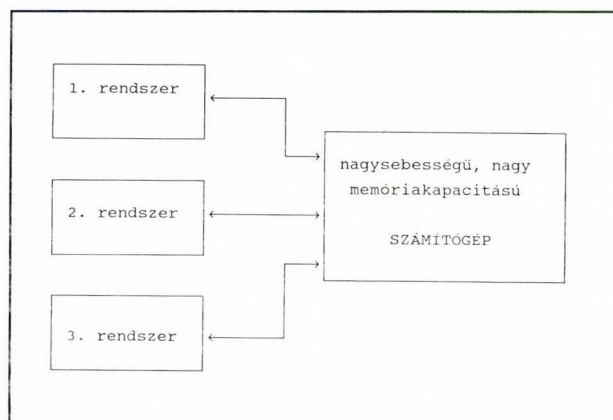 1. rendszer
2. rendszer
3. rendszer
nagysebességű, nagy
memóriakapacitású
SZÁMÍTÓGÉP